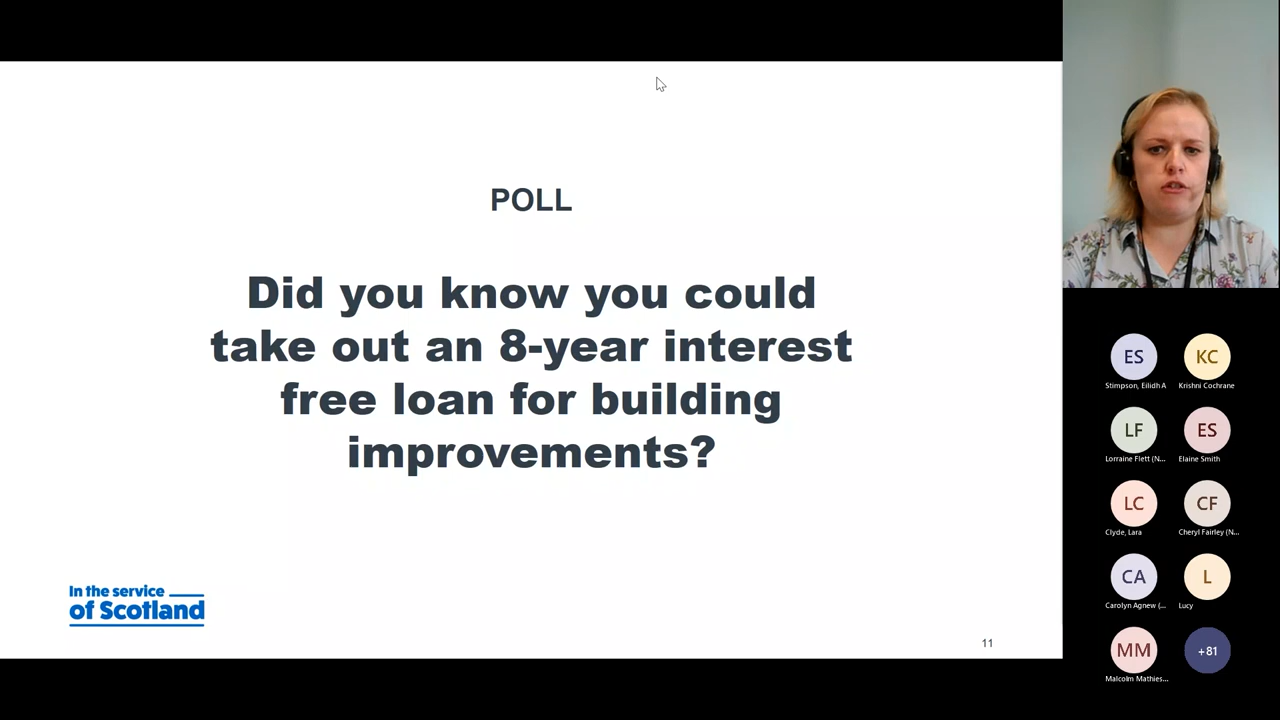 POLL
Did you know you could
take out an 8-year interest
free loan for building
improvements?
In the service
of Scotland
11
ES
Stimpson, Eilidh A
KC
Krishni Cochrane
LF
Lorraine Flett (N...
ES
Elaine Smith
LC
Clyde, Lara
CF
Cheryl Fairley (N...
CA
Carolyn Agnew (...
L
Lucy
MM
Malcolm Mathies...
+81